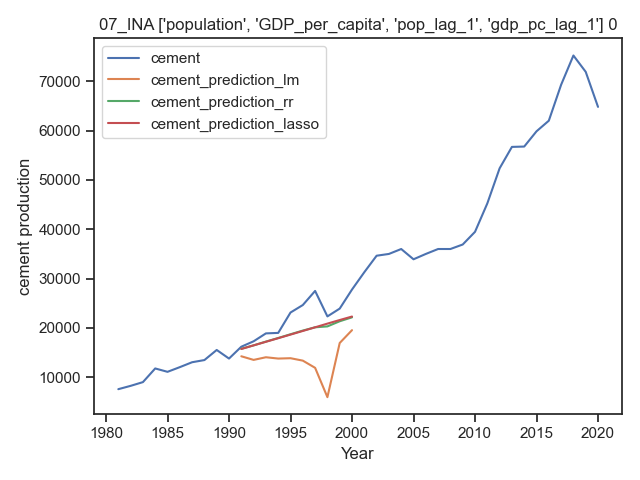 07_INA ['population', 'GDP_per_capita', 'pop_lag_1', 'gdp_pc_lag_1'] 0
cement
cement_prediction_lm
cement_prediction_rr
cement_prediction_lasso
cement production
70000
60000
50000
40000
30000
20000
10000
1980 1985 1990 1995 2000 2005 2010 2015 2020
Year